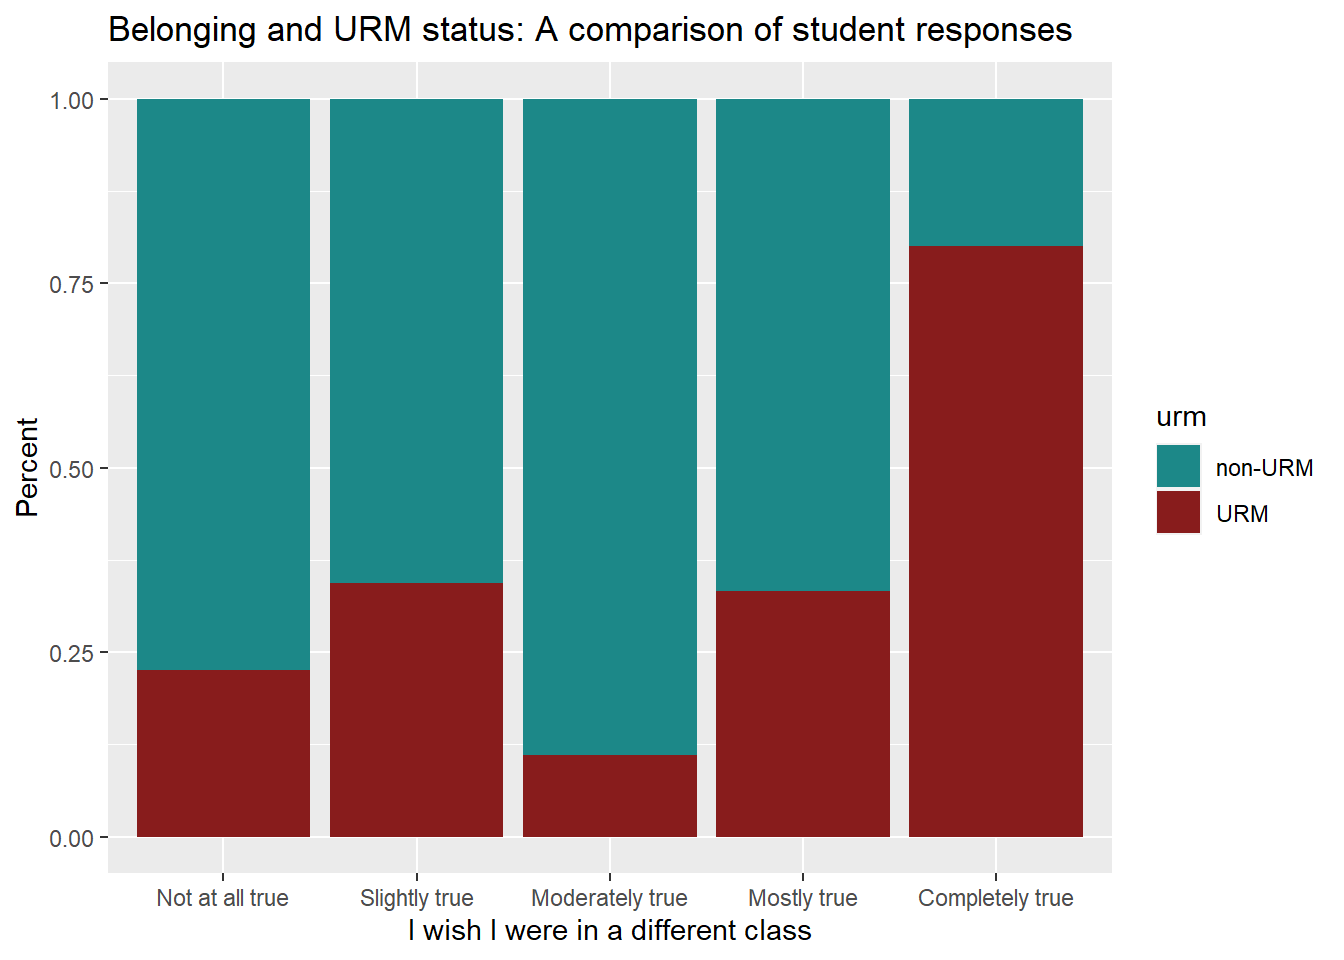 Belonging and URM status: A comparison of student responses
1.00
0.75
0.50
0.25
0.00
Percent
Not at all true
Slightly true
Moderately true
Mostly true
Completely true
I wish I were in a different class
urm
non-URM
URM